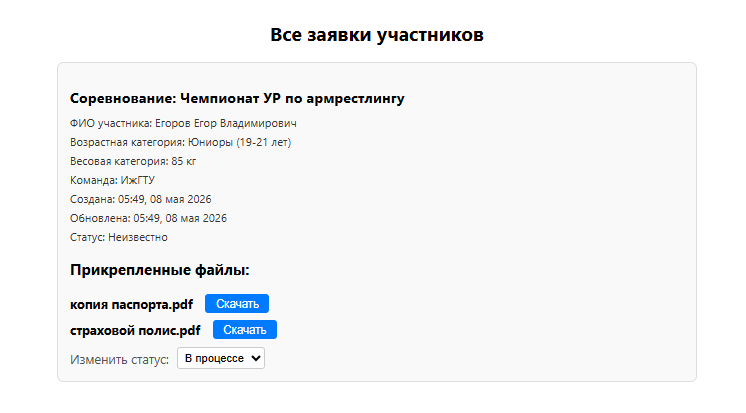 Все заявки участников
Соревнование: Чемпионат УР по армрестлингу
ФИО участника: Егоров Егор Владимирович
Возрастная категория: Юниоры (19-21 лет)
Весовая категория: 85 кг
Команда: ИжГТУ
Создана: 05:49, 08 мая 2026
Обновлена: 05:49, 08 мая 2026
Статус: Неизвестно
Прикрепленные файлы:
копия паспорта.pdf Скачать
страховой полис.pdf Скачать
Изменить статус: В процессе